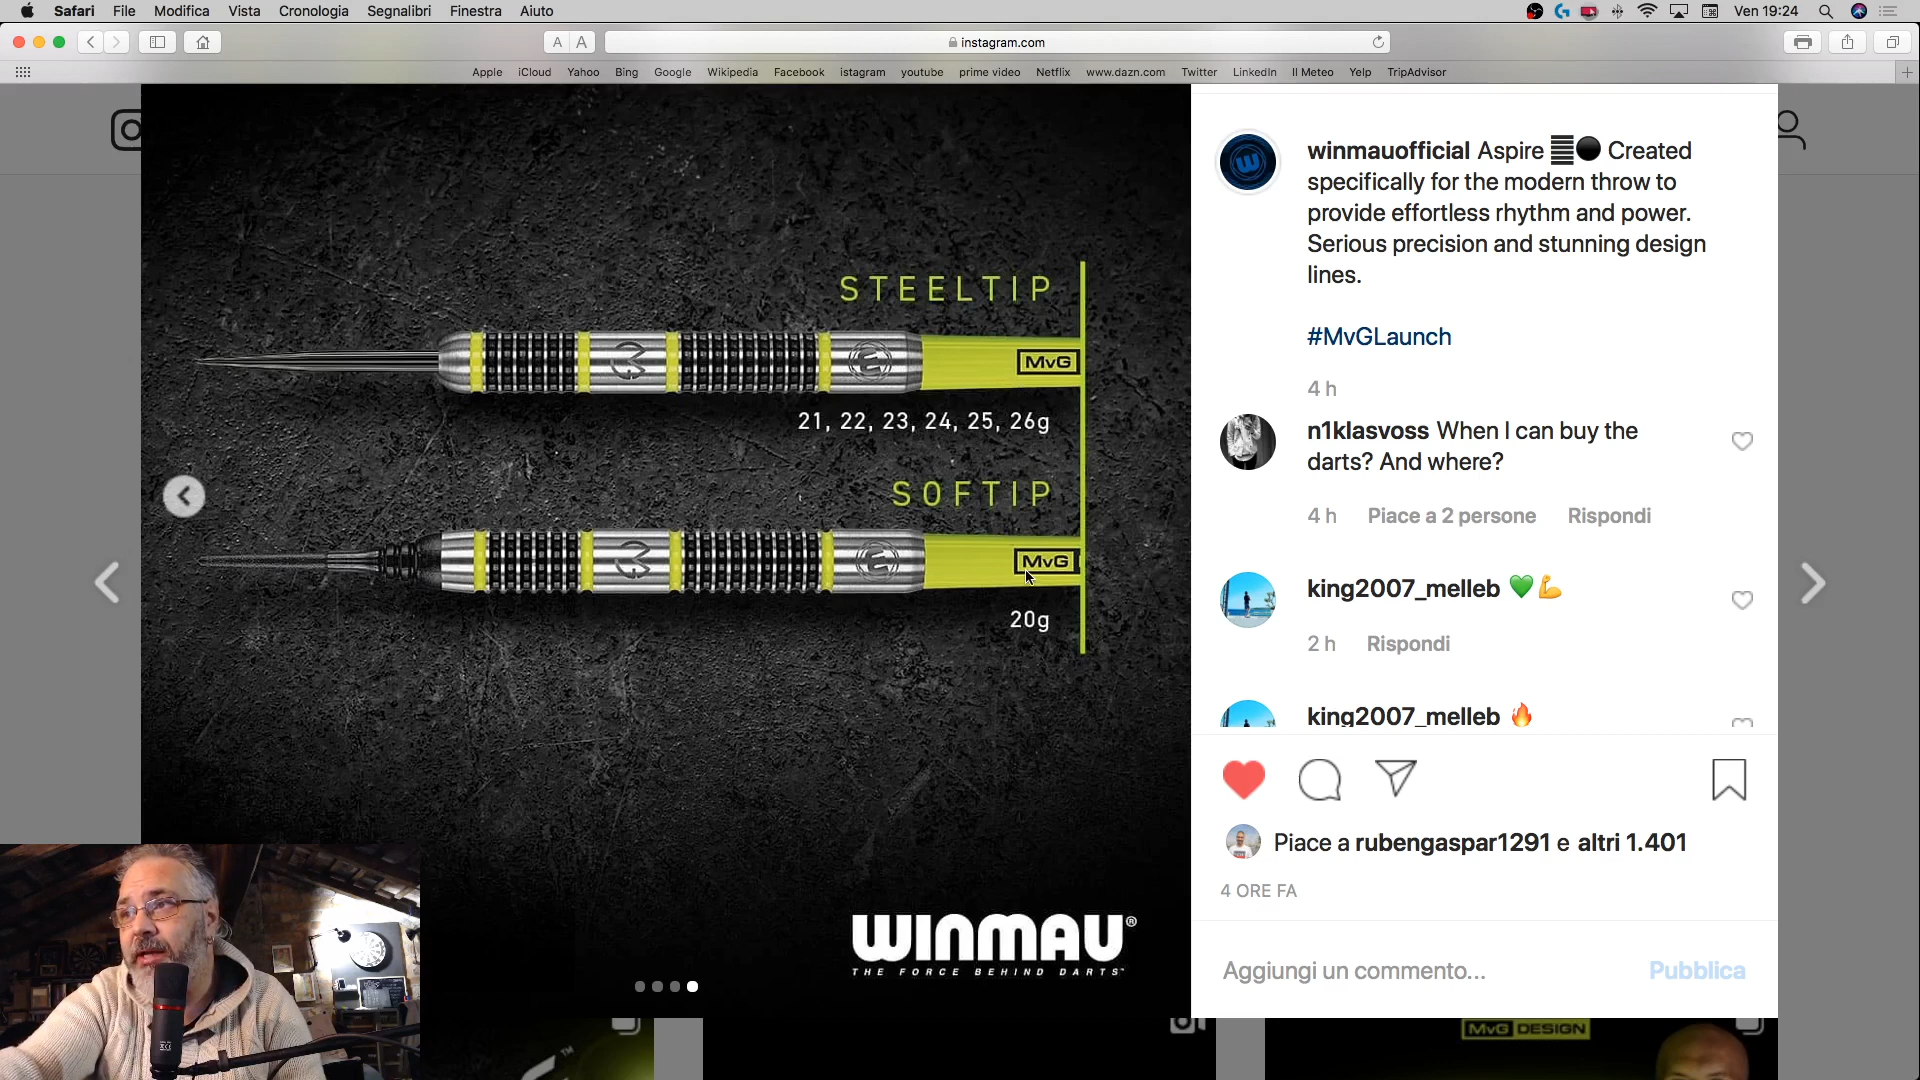 Safari File Modifica Vista Cronologia Segnalibri Finestra Aiuto Ven 19:24
A A instagram.com
Apple iCloud Yahoo Bing Google Wikipedia Facebook istagram youtube prime video Netflix www.dazn.com Twitter LinkedIn Il Meteo Yelp TripAdvisor
STEELTIP
MvG
21, 22, 23, 24, 25, 26g
SOFTIP
MvG
20g
WINMAU®
THE FORCE BEHIND DARTS™
winmauofficial Aspire Created
specifically for the modern throw to
provide effortless rhythm and power.
Serious precision and stunning design
lines.
#MvGLaunch
4 h
n1klasvoss When I can buy the
darts? And where?
4 h Piace a 2 persone Rispondi
king2007_melleb 💚💪
2 h Rispondi
king2007_melleb 🔥
Piace a rubengaspar1291 e altri 1.401
4 ORE FA
Aggiungi un commento... Pubblica
MvG DESIGN
TM